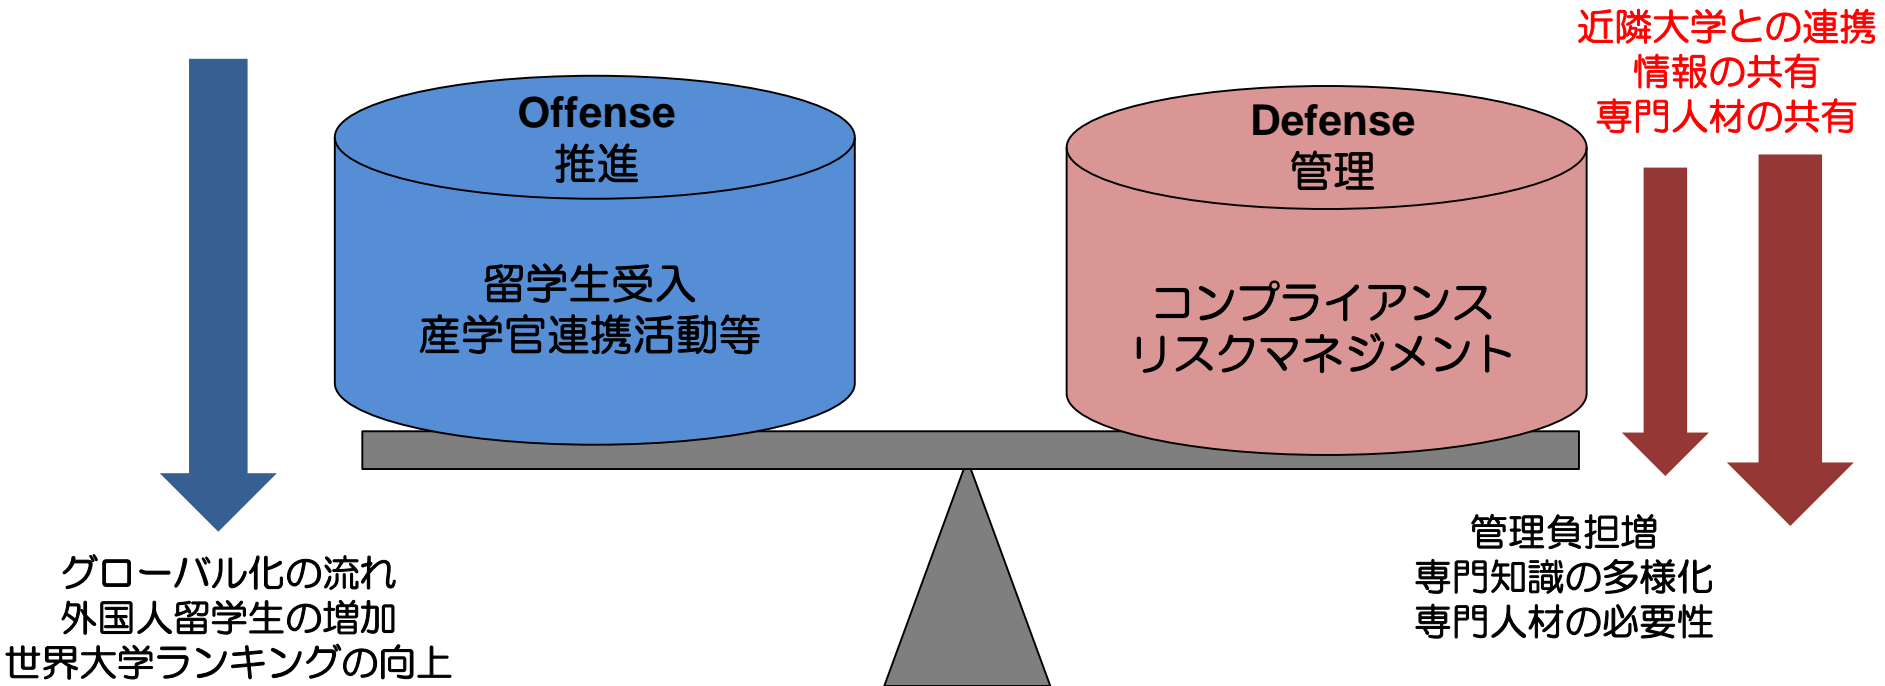 Offense
推進
留学生受入
産学官連携活動等
Defense
管理
コンプライアンス
リスクマネジメント
近隣大学との連携
情報の共有
専門人材の共有
グローバル化の流れ
外国人留学生の増加
世界大学ランキングの向上
管理負担増
専門知識の多様化
専門人材の必要性